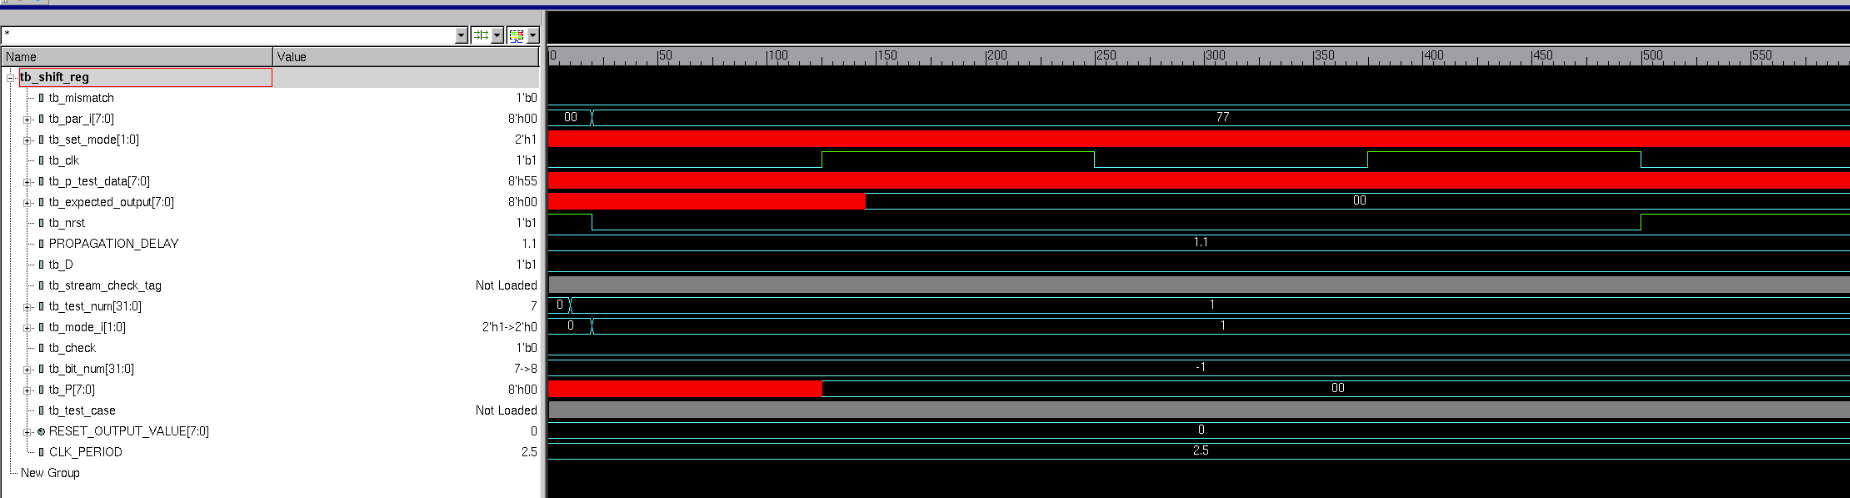 *
Name Value 0 50 100 150 200 250 300 350 400 450 500 550
tb_shift_reg
tb_mismatch 1'b0
tb_par_i[7:0] 8'h00 00 77
tb_set_mode[1:0] 2'h1
tb_clk 1'b1
tb_p_test_data[7:0] 8'h55
tb_expected_output[7:0] 8'h00 00
tb_nrst 1'b1
PROPAGATION_DELAY 1.1 1.1
tb_D 1'b1
tb_stream_check_tag Not Loaded
tb_test_num[31:0] 7 0 1
tb_mode_i[1:0] 2'h1->2'h0 0 1
tb_check 1'b0
tb_bit_num[31:0] 7->8 -1
tb_P[7:0] 8'h00 00
tb_test_case Not Loaded
RESET_OUTPUT_VALUE[7:0] 0 0
CLK_PERIOD 2.5 2.5
New Group